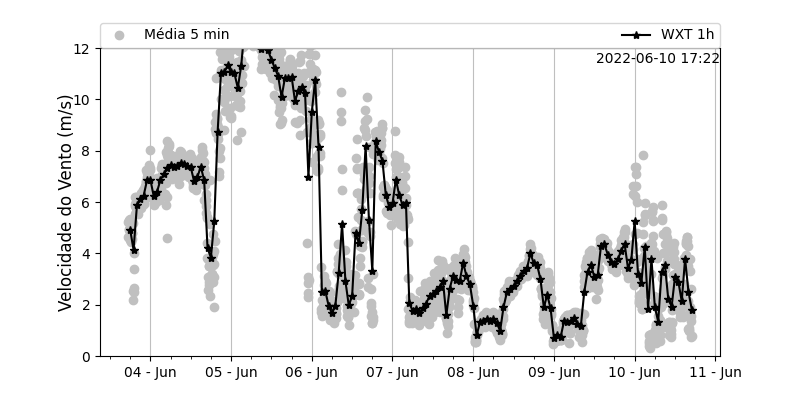 Média 5 min
WXT 1h
2022-06-10 17:22
Velocidade do Vento (m/s)
12
10
8
6
4
2
0
04 - Jun
05 - Jun
06 - Jun
07 - Jun
08 - Jun
09 - Jun
10 - Jun
11 - Jun